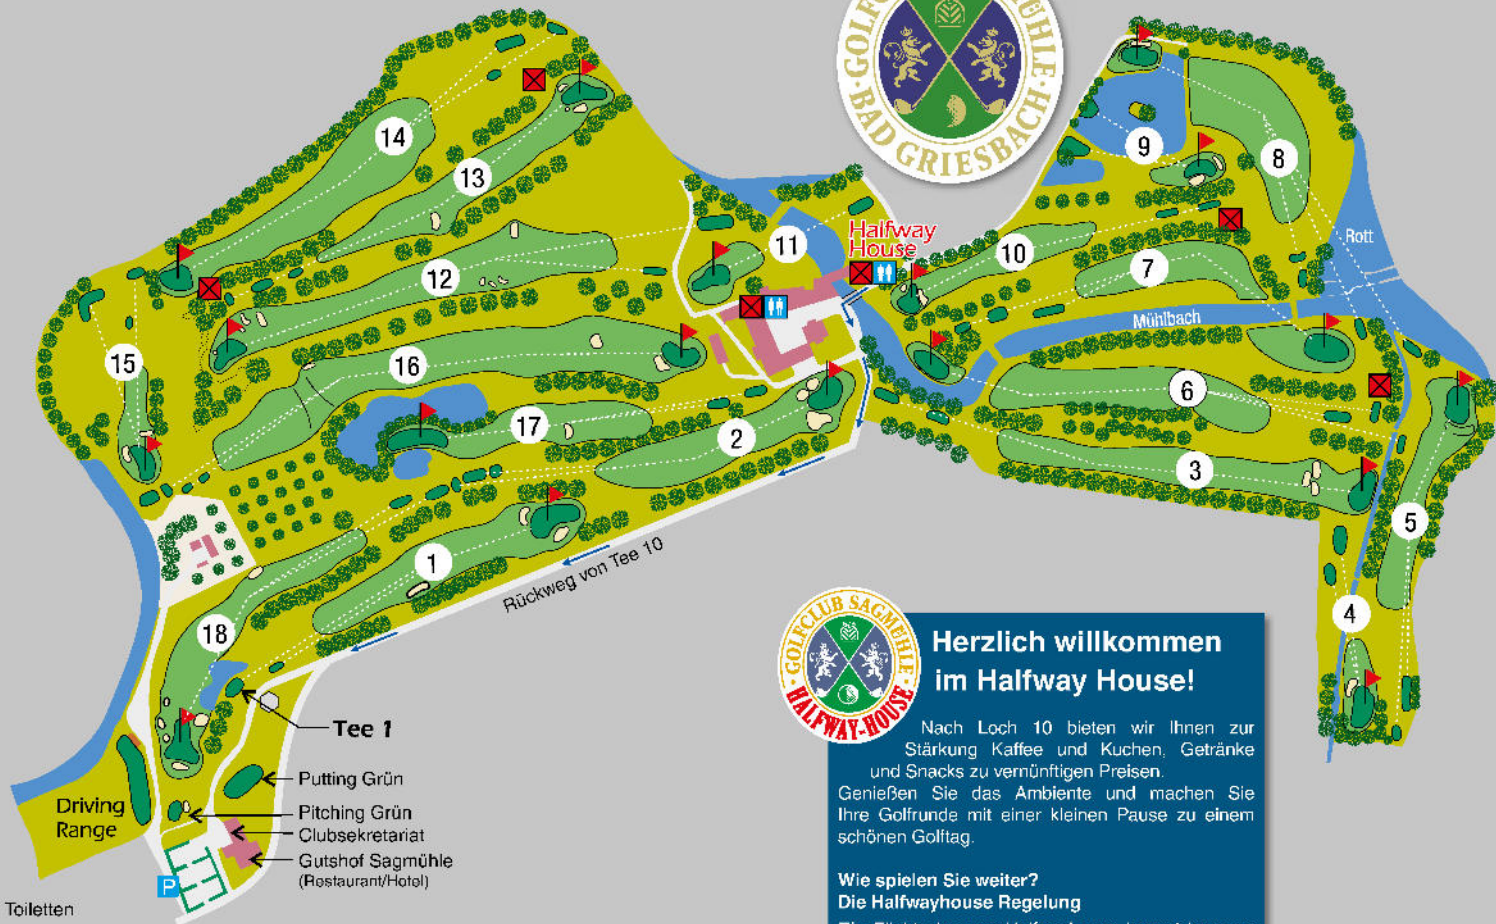 BAD GRIESBACH
14
13
12
15
16
17
2
1
18
11
Halfway
House
10
9
8
7
Rott
Mühlbach
6
3
5
4
Rückweg von Tee 10
Tee 1
Putting Grün
Pitching Grün
Clubsekretariat
Gutshof Sagmühle
(Restaurant/Hotel)
Driving
Range
P
Toiletten
GOLFCLUB SAGMÜHLE
HALFWAY-HOUSE
Herzlich willkommen
im Halfway House!
Nach Loch 10 bieten wir Ihnen zur
Stärkung Kaffee und Kuchen, Getränke
und Snacks zu vernünftigen Preisen.
Genießen Sie das Ambiente und machen Sie
Ihre Golfrunde mit einer kleinen Pause zu einem
schönen Golftag.
Wie spielen Sie weiter?
Die Halfwayhouse Regelung